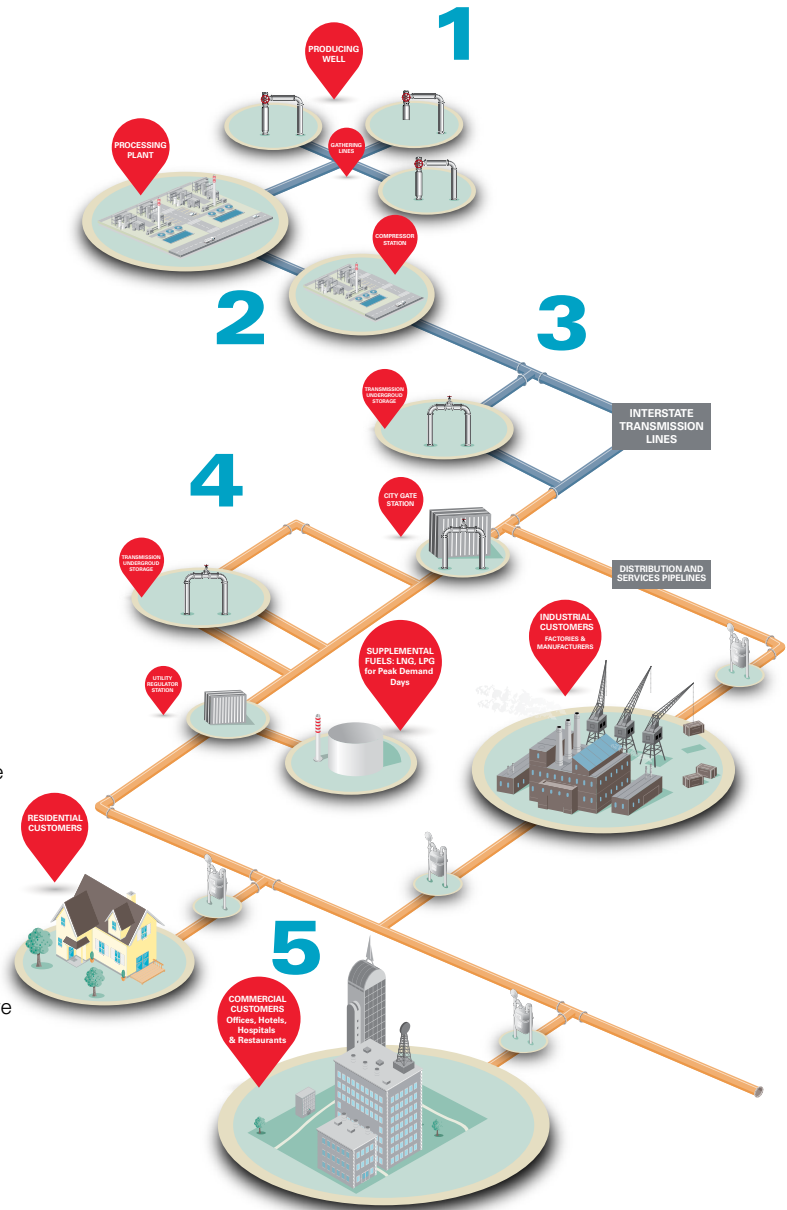 1
PRODUCING
WELL
GATHERING
LINES
PROCESSING
PLANT
COMPRESSOR
STATION
2
3
TRANSMISSION
UNDERGROUD
STORAGE
INTERSTATE
TRANSMISSION
LINES
4
CITY GATE
STATION
TRANSMISSION
UNDERGROUD
STORAGE
DISTRIBUTION AND
SERVICES PIPELINES
INDUSTRIAL
CUSTOMERS
FACTORIES &
MANUFACTURERS
SUPPLEMENTAL
FUELS: LNG, LPG
for Peak Demand
Days
UTILITY
REGULATOR
STATION
e
RESIDENTIAL
CUSTOMERS
5
COMMERCIAL
CUSTOMERS
Offices, Hotels,
Hospitals
& Restaurants
e